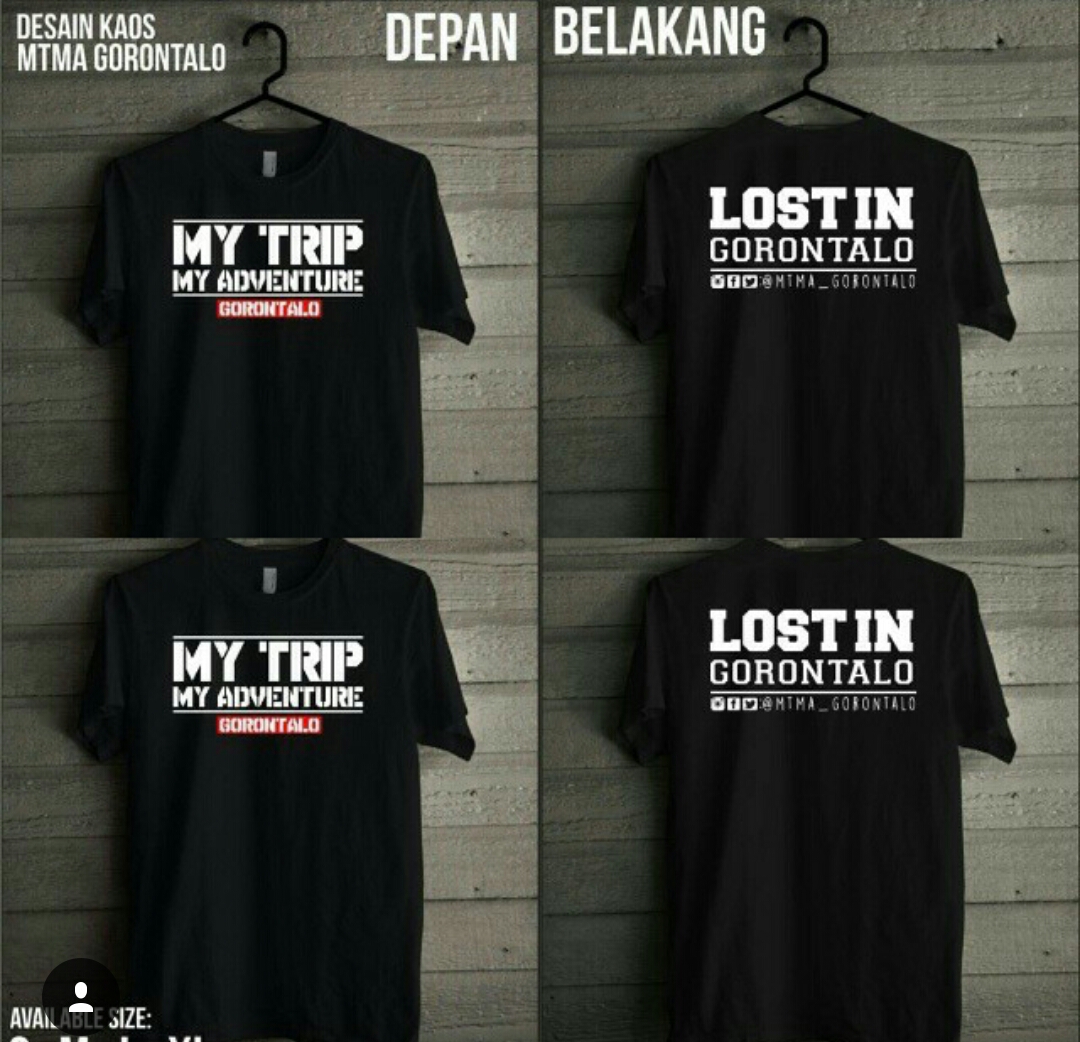 DESAIN KAOS
MTMA GORONTALO
DEPAN
BELAKANG
MY TRIP
MY ADVENTURE
GORONTALO
LOST IN
GORONTALO
@MTMA_GORONTALO
MY TRIP
MY ADVENTURE
GORONTALO
LOST IN
GORONTALO
@MTMA_GORONTALO
AVAILABLE SIZE: